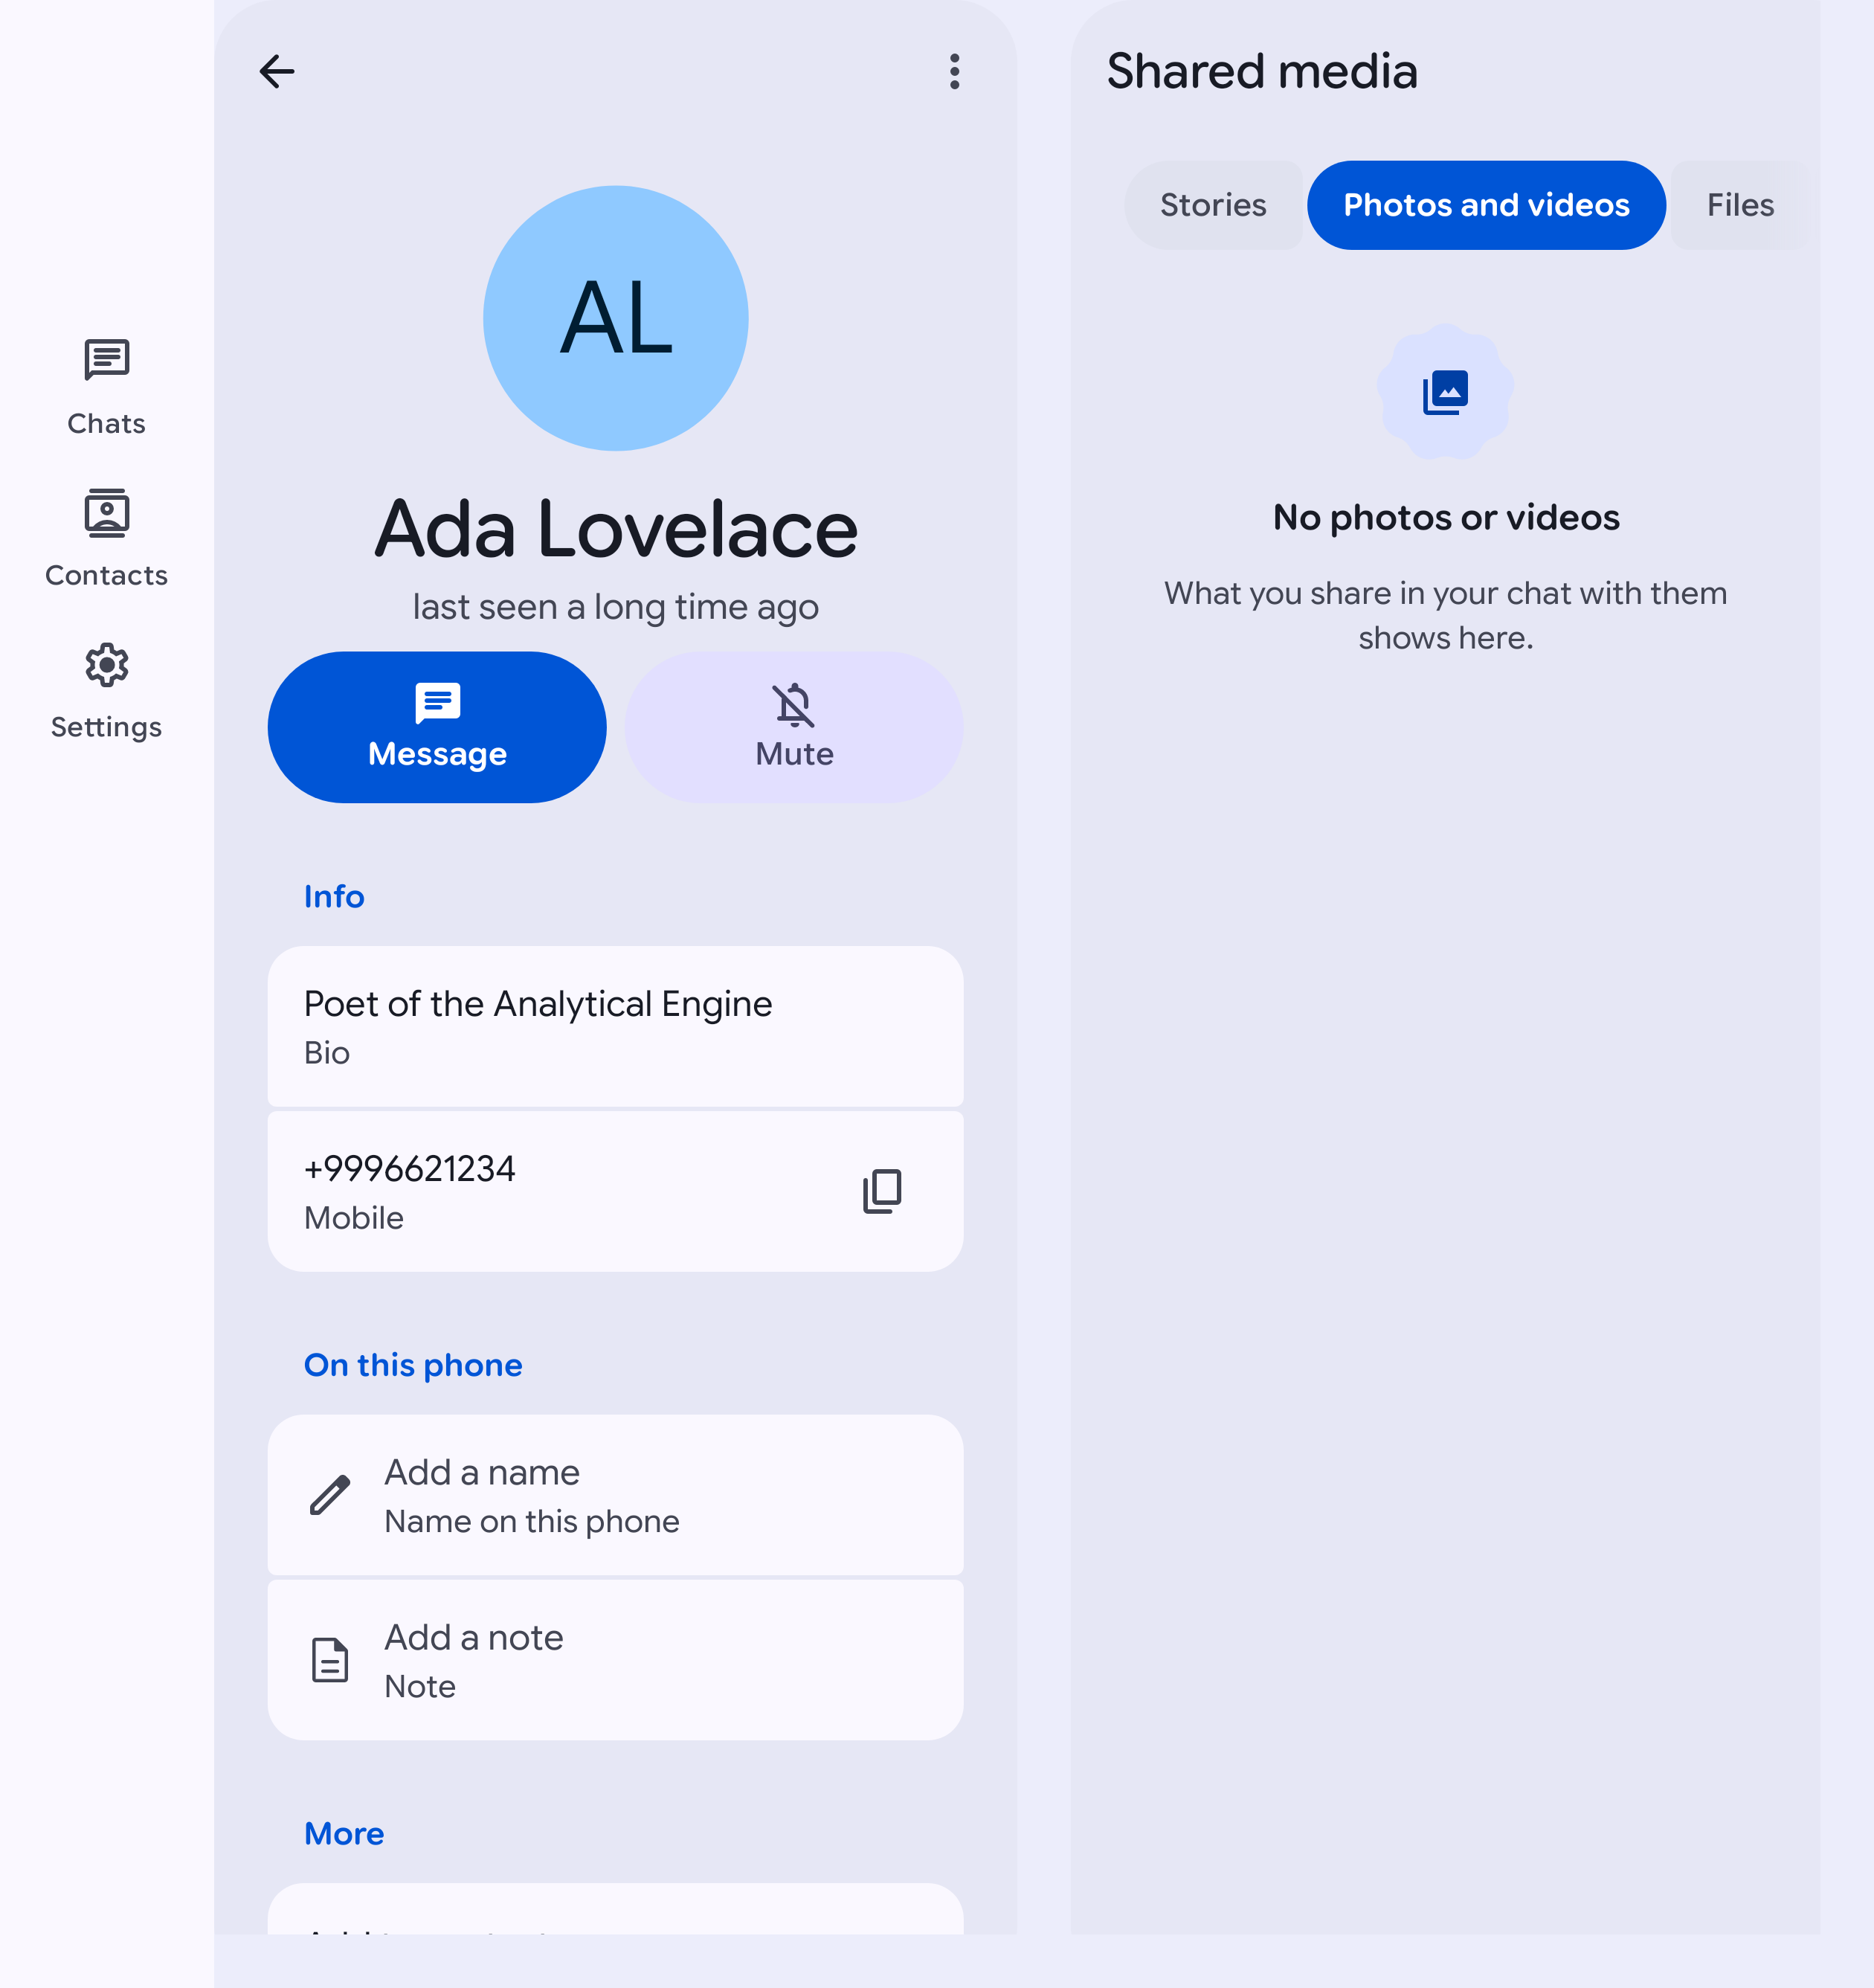 Chats
Contacts
Settings
AL
Ada Lovelace
last seen a long time ago
Message
Mute
Info
Poet of the Analytical Engine
Bio
+9996621234
Mobile
On this phone
Add a name
Name on this phone
Add a note
Note
More
Shared media
Stories
Photos and videos
Files
No photos or videos
What you share in your chat with them
shows here.